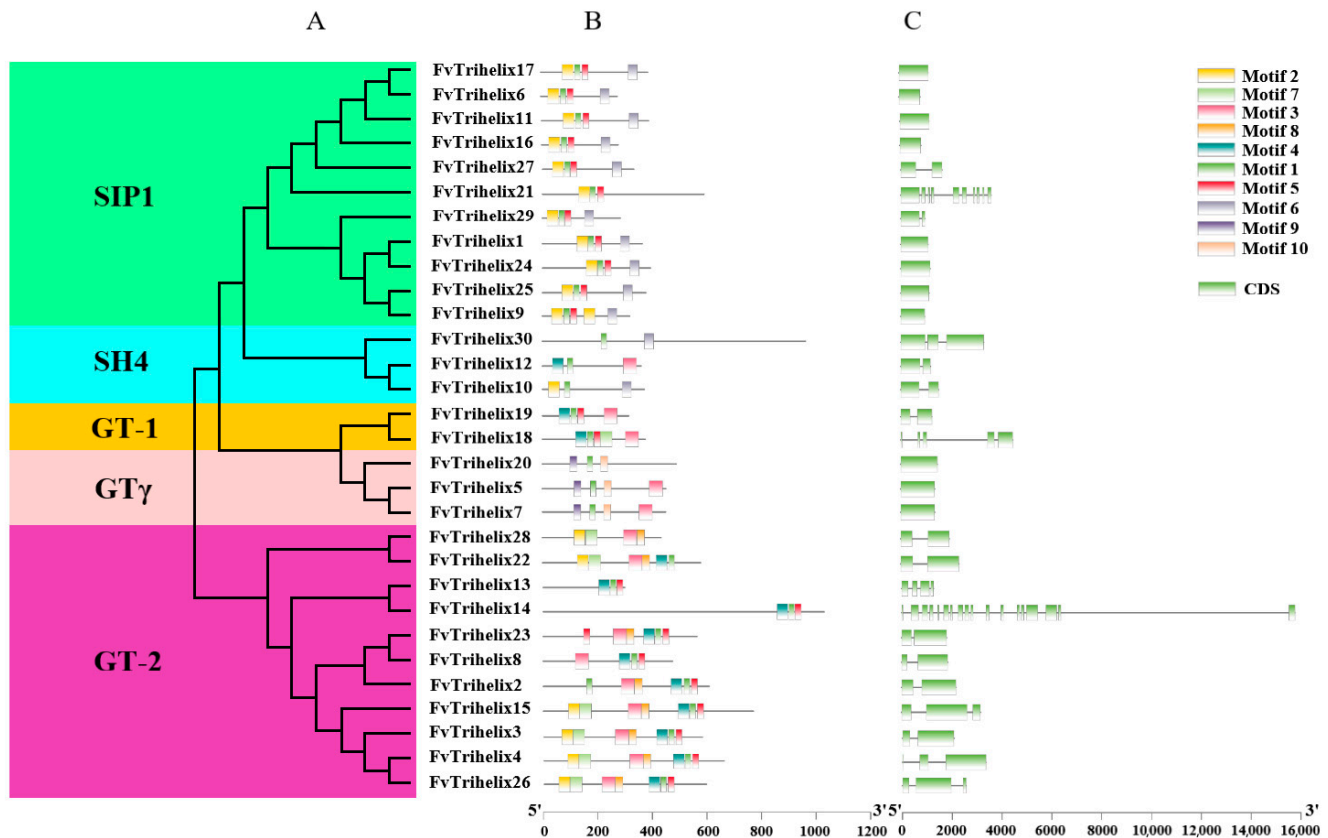 A
B
C
SIP1
SH4
GT-1
GTγ
GT-2
FvTrihelix17
FvTrihelix6
FvTrihelix11
FvTrihelix16
FvTrihelix27
FvTrihelix21
FvTrihelix29
FvTrihelix1
FvTrihelix24
FvTrihelix25
FvTrihelix9
FvTrihelix30
FvTrihelix12
FvTrihelix10
FvTrihelix19
FvTrihelix18
FvTrihelix20
FvTrihelix5
FvTrihelix7
FvTrihelix28
FvTrihelix22
FvTrihelix13
FvTrihelix14
FvTrihelix23
FvTrihelix8
FvTrihelix2
FvTrihelix15
FvTrihelix3
FvTrihelix4
FvTrihelix26
Motif 2
Motif 7
Motif 3
Motif 8
Motif 4
Motif 1
Motif 5
Motif 6
Motif 9
Motif 10
CDS
5' 3'
0 200 400 600 800 1000 1200
5' 3'
0 2000 4000 6000 8000 10,000 12,000 14,000 16,000